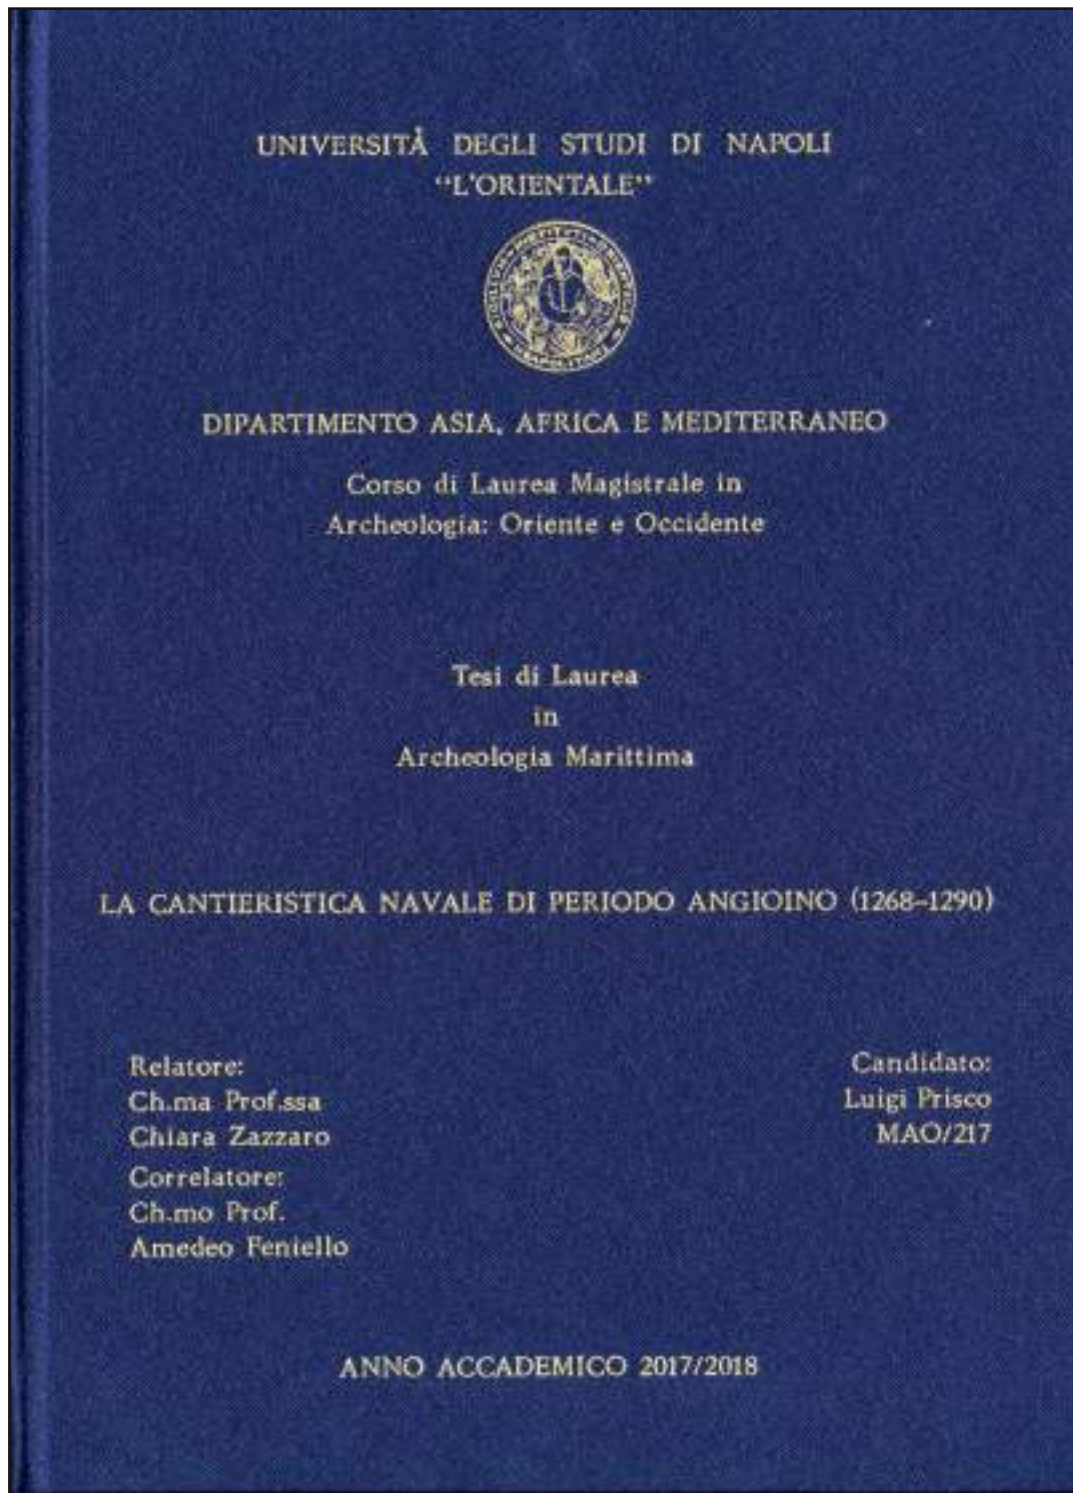 UNIVERSITÀ DEGLI STUDI DI NAPOLI
"L'ORIENTALE"
DIPARTIMENTO ASIA, AFRICA E MEDITERRANEO
Corso di Laurea Magistrale in
Archeologia: Oriente e Occidente
Tesi di Laurea
in
Archeologia Marittima
LA CANTIERISTICA NAVALE DI PERIODO ANGIOINO (1268-1290)
Relatore:
Ch.ma Prof.ssa
Chiara Zazzaro
Correlatore:
Ch.mo Prof.
Amedeo Feniello
Candidato:
Luigi Prisco
MAO/217
ANNO ACCADEMICO 2017/2018